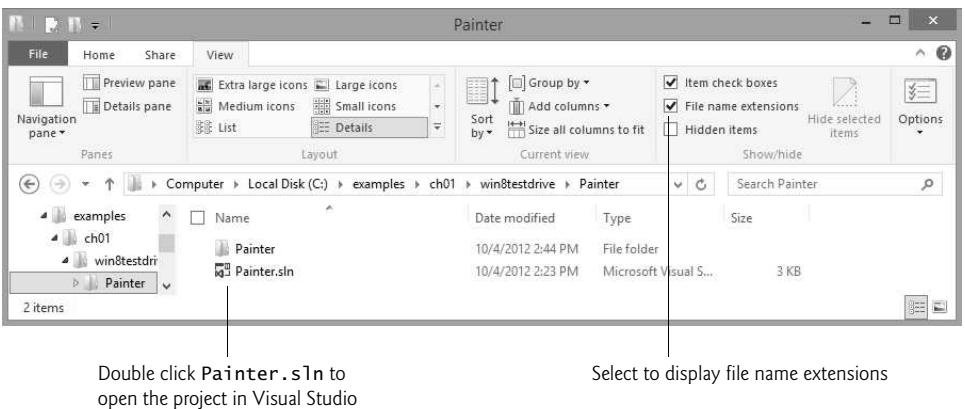 Painter
File Home Share View
Navigation pane
Preview pane
Details pane
Panes
Extra large icons Large icons
Medium icons Small icons
List Details
Layout
Sort by
Group by
Add columns
Size all columns to fit
Current view
Item check boxes
File name extensions
Hidden items
Hide selected items
Show/hide
Options
Computer Local Disk (C:) examples ch01 win8testdrive Painter
Search Painter
examples
ch01
win8testdri
Painter
Name Date modified Type Size
Painter 10/4/2012 2:44 PM File folder
Painter.sln 10/4/2012 2:23 PM Microsoft Visual S... 3 KB
2 items
Double click Painter.sln to
open the project in Visual Studio
Select to display file name extensions